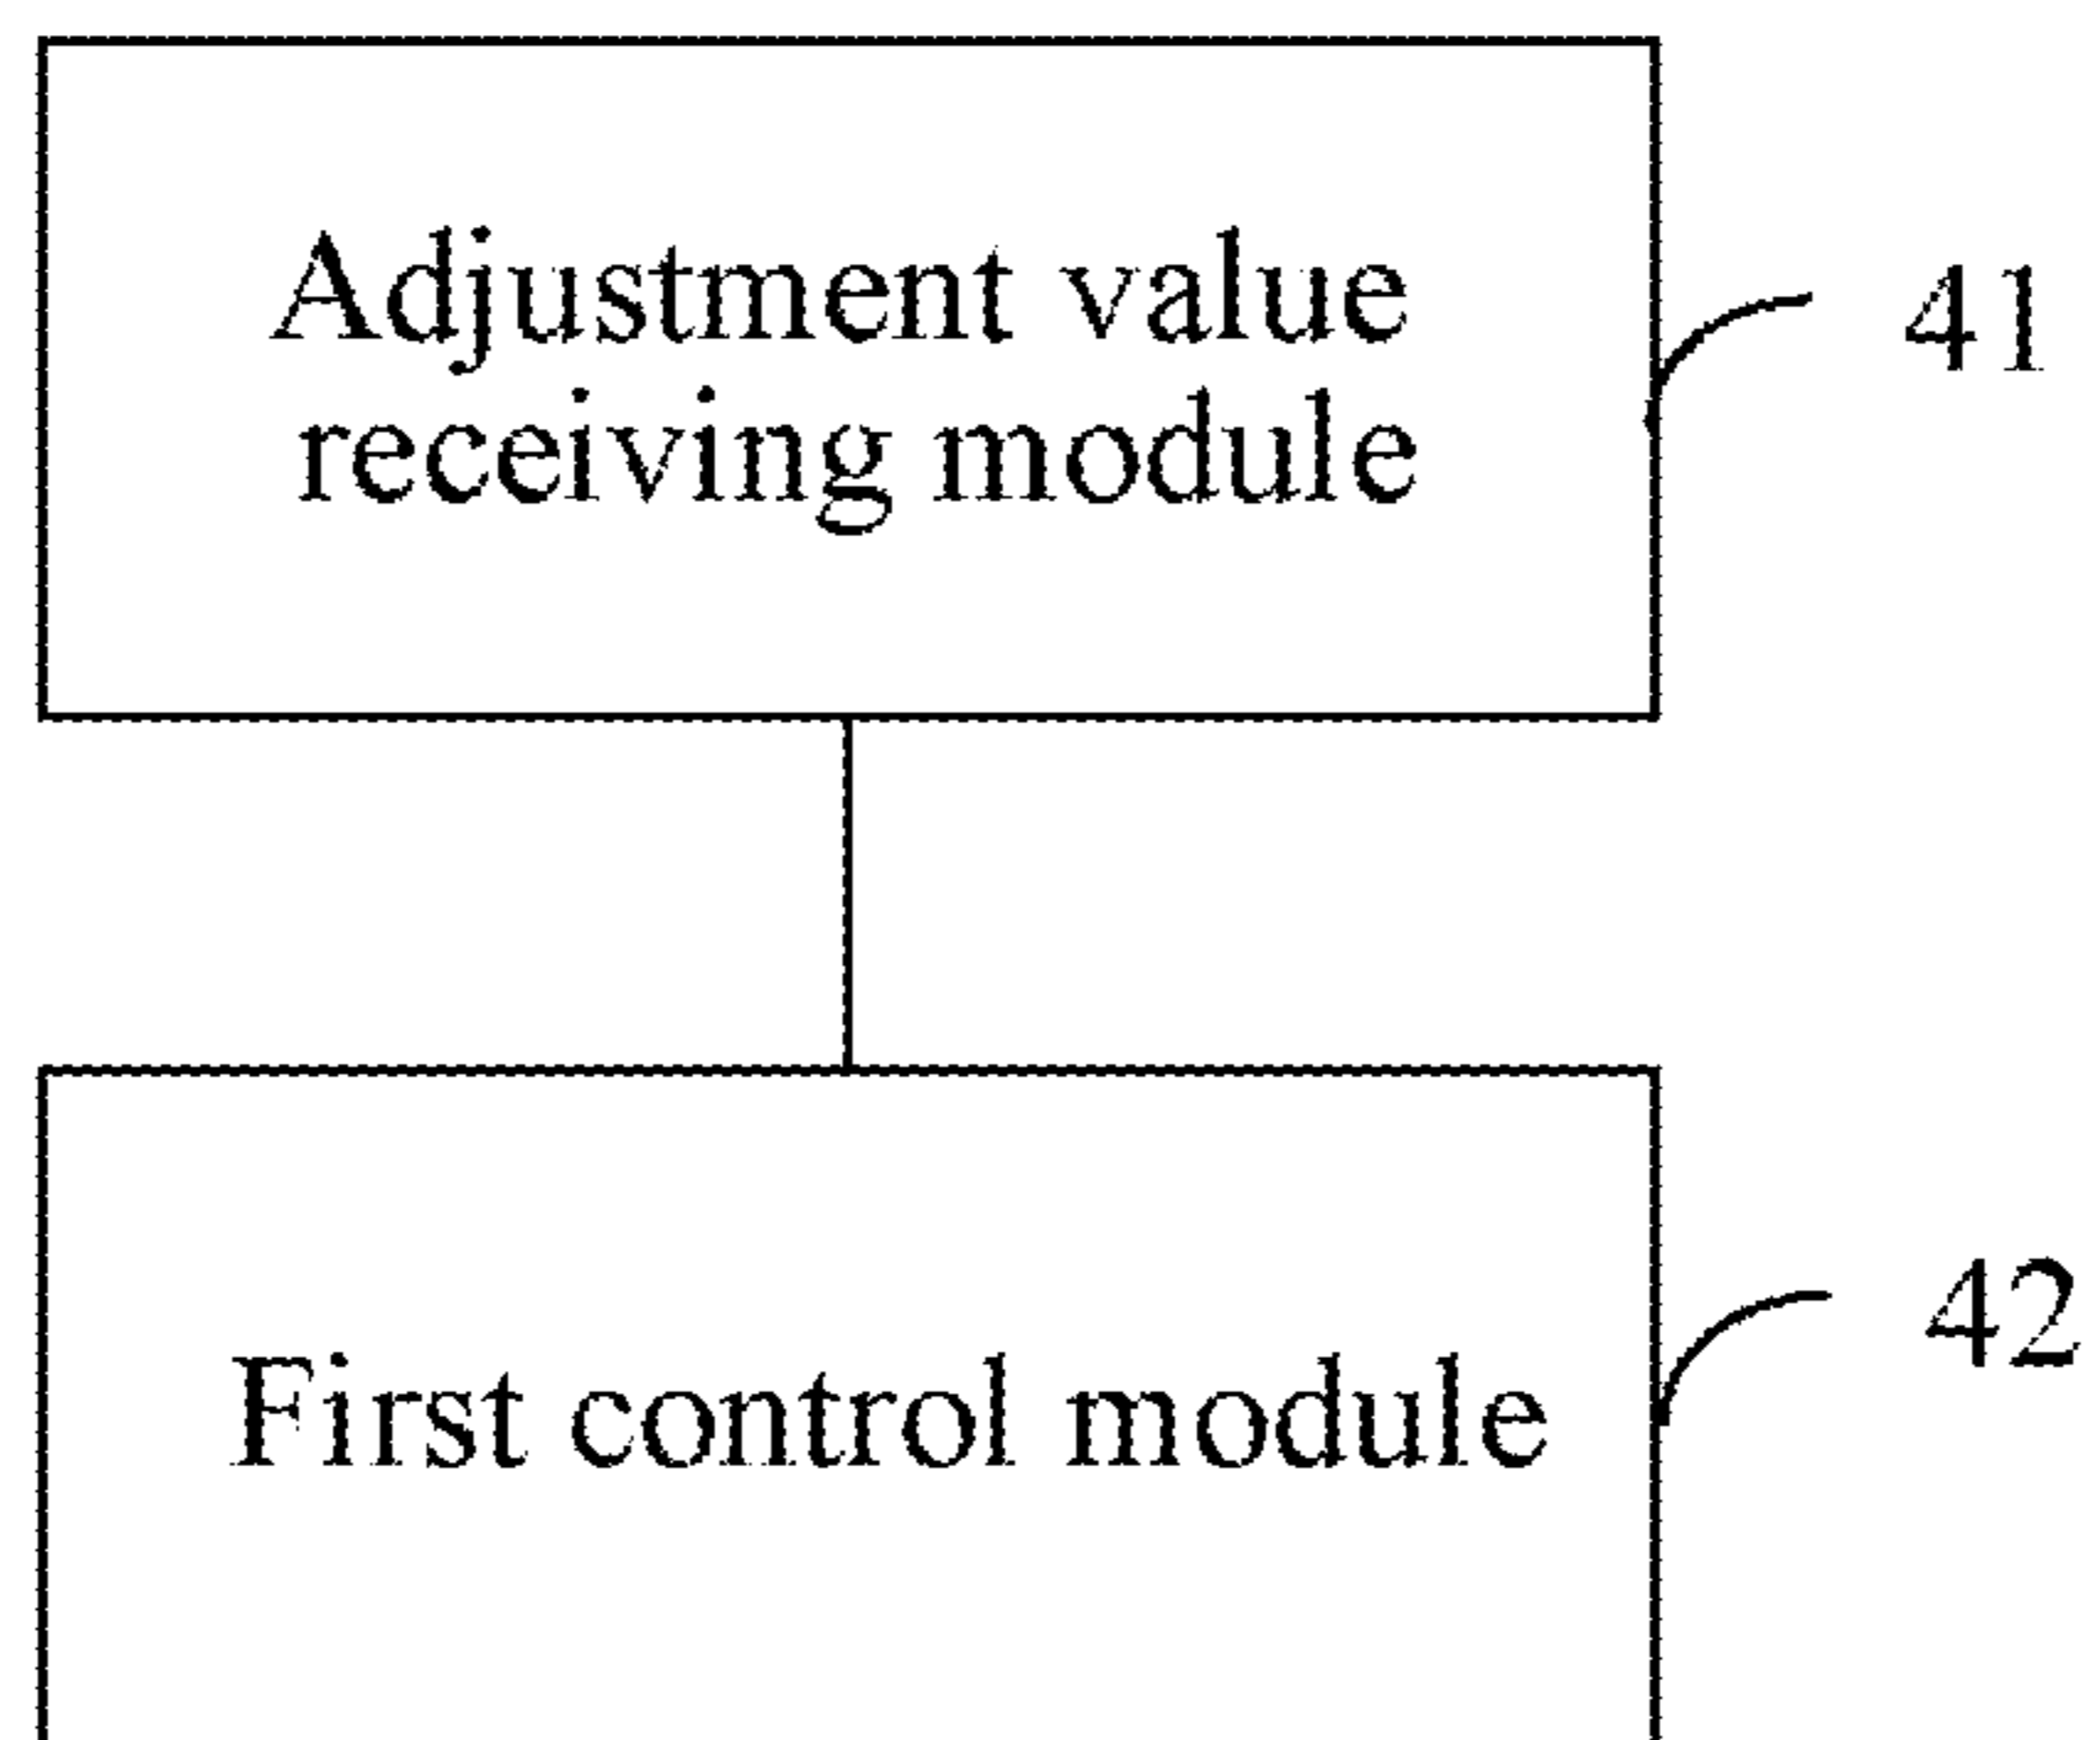 Adjustment value
receiving module
41
First control module
42